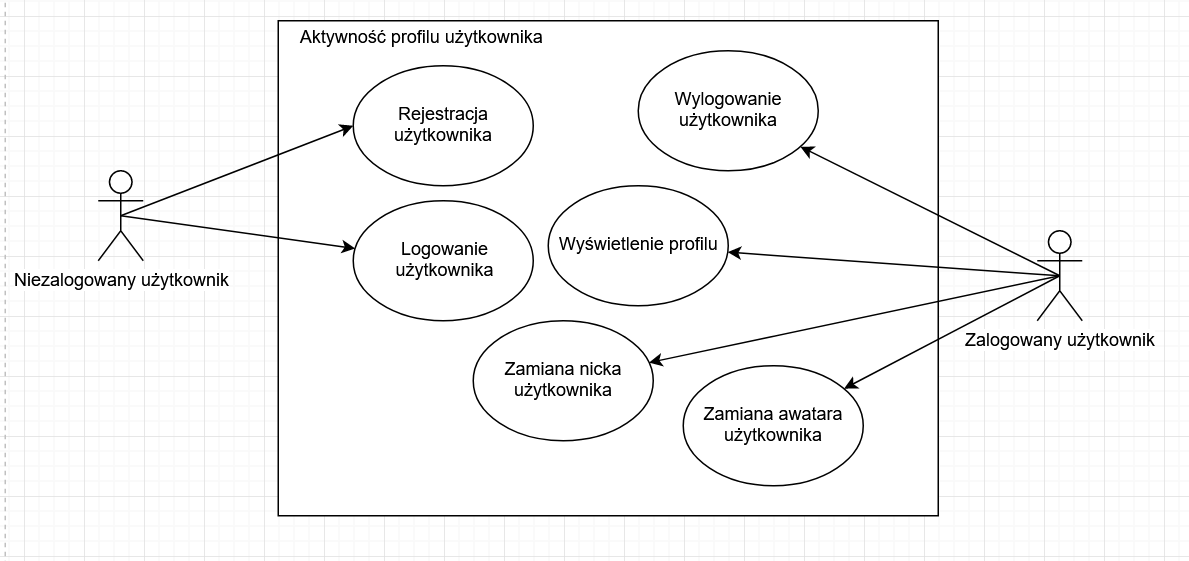 Aktywność profilu użytkownika
Rejestracja
użytkownika
Wylogowanie
użytkownika
Logowanie
użytkownika
Wyświetlenie profilu
Niezalogowany użytkownik
Zalogowany użytkownik
Zamiana nicka
użytkownika
Zamiana awatara
użytkownika